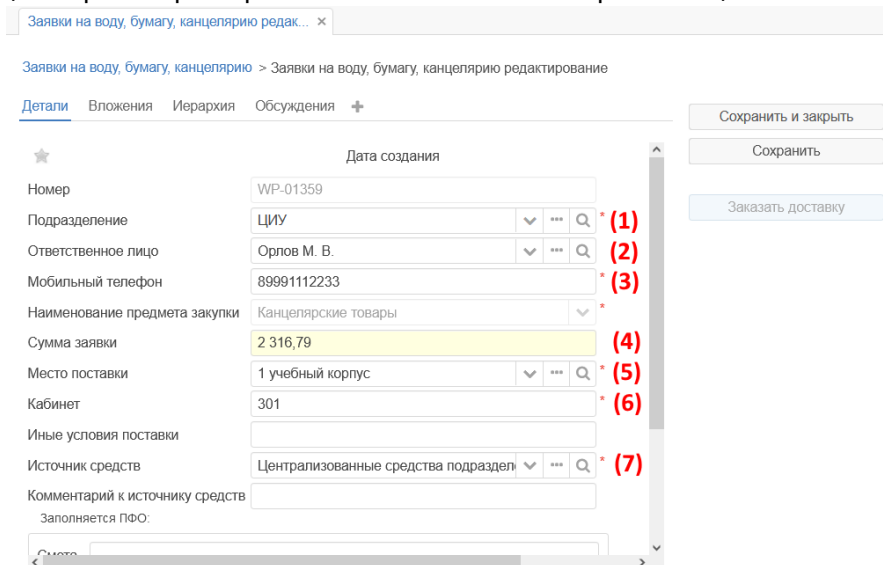 Заявки на воду, бумагу, канцелярию редак... ×
Заявки на воду, бумагу, канцелярию > Заявки на воду, бумагу, канцелярию редактирование
Детали Вложения Иерархия Обсуждения +
Сохранить и закрыть
Дата создания
Сохранить
Номер WP-01359
Заказать доставку
Подразделение ЦИУ * (1)
Ответственное лицо Орлов М. В. (2)
Мобильный телефон 89991112233 * (3)
Наименование предмета закупки Канцелярские товары *
Сумма заявки 2 316,79 (4)
Место поставки 1 учебный корпус * (5)
Кабинет 301 * (6)
Иные условия поставки
Источник средств Централизованные средства подраздел * (7)
Комментарий к источнику средств
Заполняется ПФО:
Смета